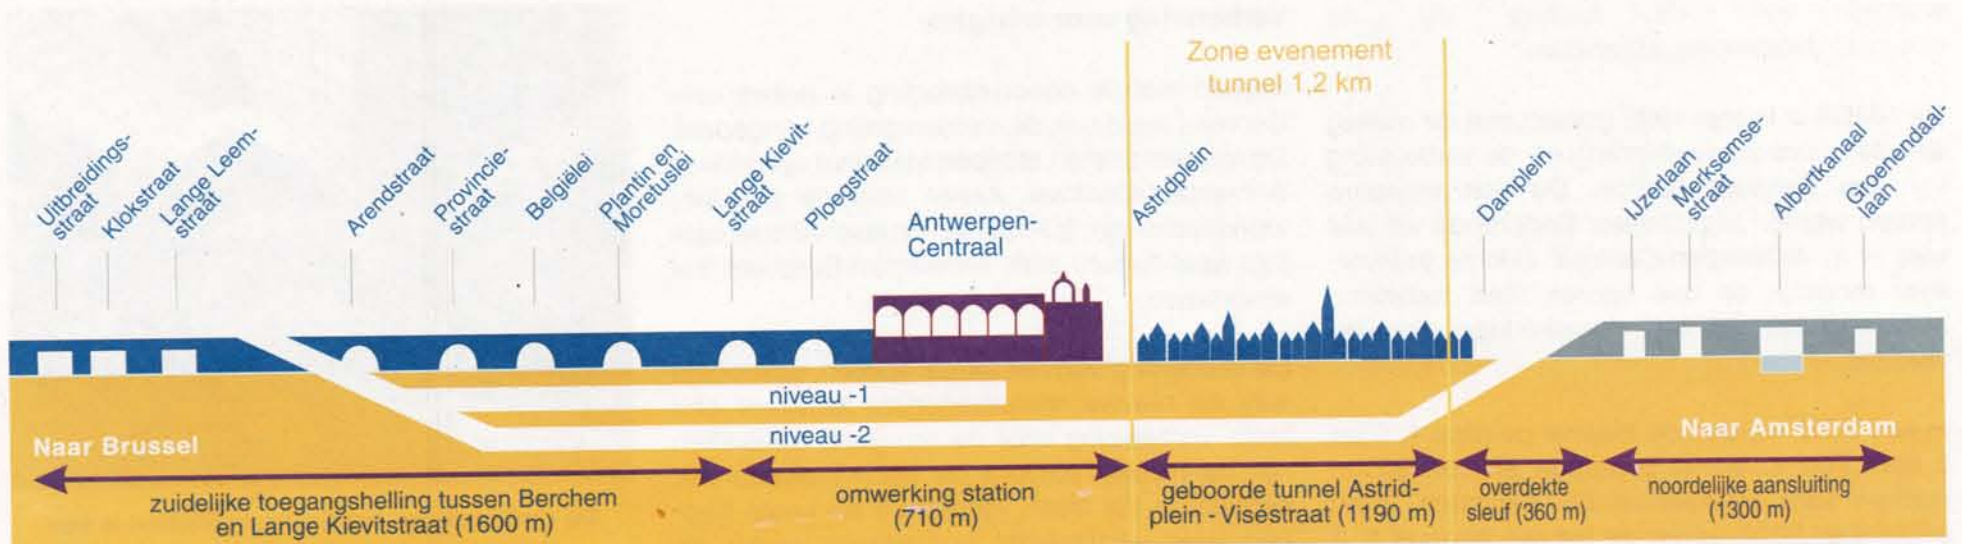 Zone evenement
tunnel 1,2 km
Uitbreidings-
straat
Klokstraat
Lange Leem-
straat
Arendstraat
Provincie-
straat
Belgiëlei
Plantin en
Moretuslei
Lange Kievit-
straat
Ploegstraat
Antwerpen-
Centraal
Astridplein
Damplein
IJzerlaan
Merksemse-
straat
Albertkanaal
Groenendaal-
laan
niveau -1
niveau -2
Naar Brussel
Naar Amsterdam
zuidelijke toegangshelling tussen Berchem
en Lange Kievitstraat (1600 m)
omwerking station
(710 m)
geboorde tunnel Astrid-
plein - Viséstraat (1190 m)
overdekte
sleuf (360 m)
noordelijke aansluiting
(1300 m)